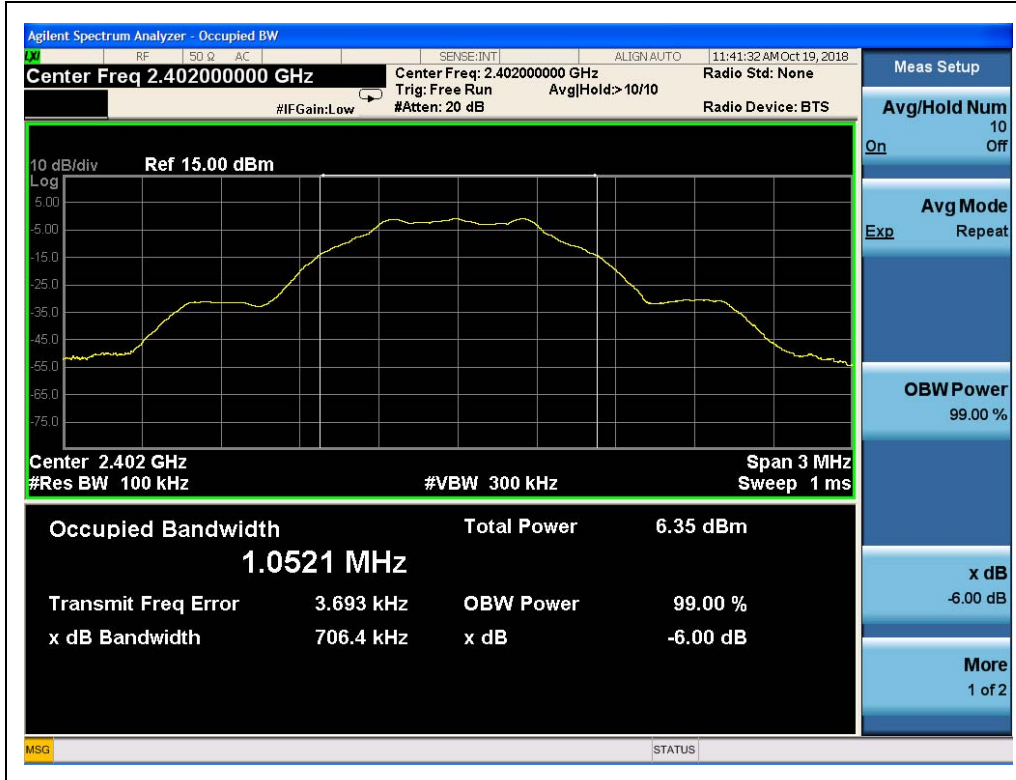 Agilent Spectrum Analyzer - Occupied BW
LXI RF 50 Ω AC SENSE:INT ALIGN AUTO 11:41:32 AM Oct 19, 2018
Center Freq 2.402000000 GHz
Center Freq: 2.402000000 GHz
Radio Std: None
Trig: Free Run Avg|Hold:>10/10
#IFGain:Low
#Atten: 20 dB
Radio Device: BTS
10 dB/div Ref 15.00 dBm
Log
5.00
-5.00
-15.0
-25.0
-35.0
-45.0
-55.0
-65.0
-75.0
Center 2.402 GHz Span 3 MHz
#Res BW 100 kHz #VBW 300 kHz Sweep 1 ms
Occupied Bandwidth Total Power 6.35 dBm
1.0521 MHz
Transmit Freq Error 3.693 kHz OBW Power 99.00 %
x dB Bandwidth 706.4 kHz x dB -6.00 dB
Meas Setup
Avg/Hold Num
10
On Off
Avg Mode
Exp Repeat
OBW Power
99.00 %
x dB
-6.00 dB
More
1 of 2
MSG STATUS